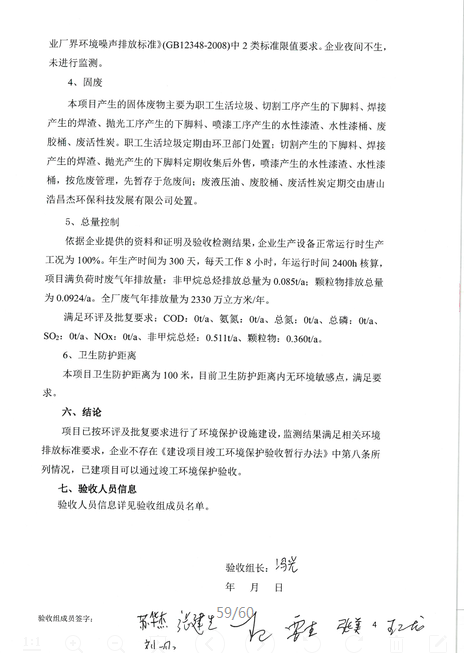 业厂界环境噪声排放标准》(GB12348-2008)中 2 类标准限值要求。企业夜间不生,
未进行监测。
4、固废
本项目产生的固体废物主要为职工生活垃圾、切割工序产生的下脚料、焊接
产生的焊渣、抛光工序产生的下脚料、喷漆工序产生的水性漆渣、水性漆桶、废
胶桶、废活性炭。职工生活垃圾定期由环卫部门处置；切割产生的下脚料、焊接
产生的焊渣、抛光产生的下脚料定期收集后外售，喷漆产生的水性漆渣、水性漆
桶，按危废管理，先暂存于危废间；废液压油、废胶桶、废活性炭定期交由唐山
浩昌杰环保科技发展有限公司处置。
5、总量控制
依据企业提供的资料和证明及验收检测结果，企业生产设备正常运行时生产
工况为 100%。年生产时间为 300 天，每天工作 8 小时，年运行时间 2400h 核算，
项目满负荷时废气年排放量：非甲烷总烃排放总量为 0.085t/a；颗粒物排放总量
为 0.0924t/a。全厂废气年排放量为 2330 万立方米/年。
满足环评及批复要求：COD：0t/a、氨氮：0t/a、总氮：0t/a、总磷：0t/a、
SO₂：0t/a、NOx：0t/a、非甲烷总烃：0.511t/a、颗粒物：0.360t/a。
6、卫生防护距离
本项目卫生防护距离为 100 米，目前卫生防护距离内无环境敏感点，满足要
求。
六、结论
项目已按环评及批复要求进行了环境保护设施建设，监测结果满足相关环境
排放标准要求，企业不存在《建设项目竣工环境保护验收暂行办法》中第八条所
列情况，已建项目可以通过竣工环境保护验收。
七、验收人员信息
验收人员信息详见验收组成员名单。
验收组长：
年 月 日
59/60
验收组成员签字：
4
1:1